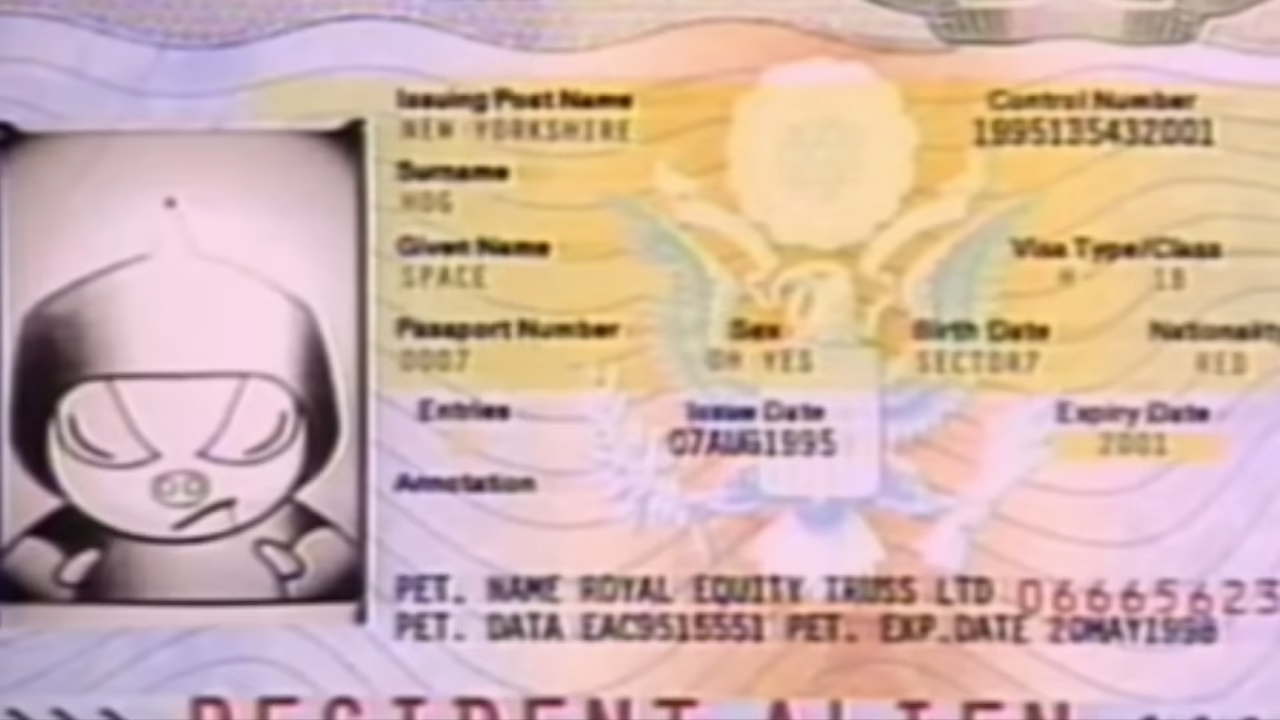 Issuing Post Name Control Number
NEW YORKSHIRE 1995135432001
Surname
HOG
Given Name Visa Type/Class
SPACE H 1B
Passport Number Sex Birth Date Nationality
0007 OH YES SECTOR7 RED
Entries Issue Date Expiry Date
07AUG1995 2001
Annotation
PET. NAME ROYAL EQUITY TRUSS LTD 06665623
PET. DATA EAC9515551 PET. EXP.DATE 20MAY1998
>>> RESIDENT ALIEN